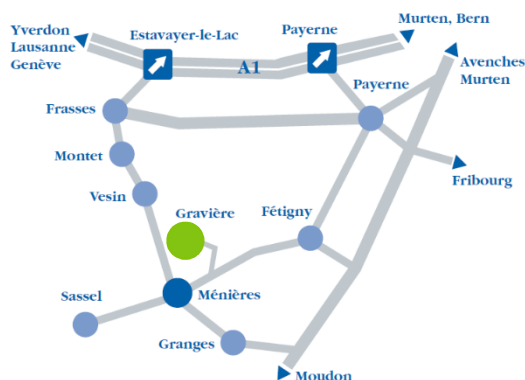 Yverdon
Lausanne
Genève
Estavayer-le-Lac
Payerne
Murten, Bern
A1
Avenches
Murten
Payerne
Frasses
Montet
Fribourg
Vesin
Gravière
Fétigny
Sassel
Ménières
Granges
Moudon